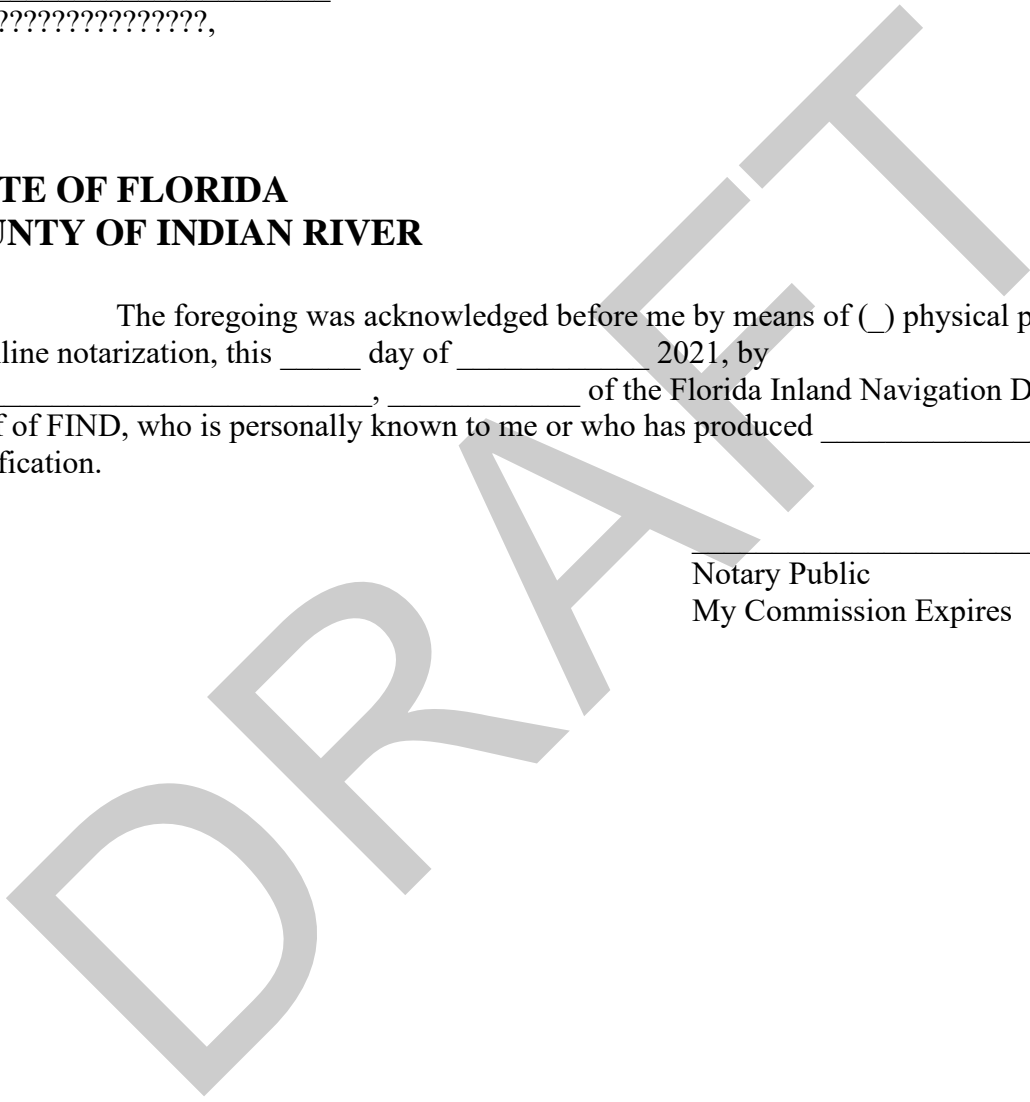 ???????????????,
TE OF FLORIDA
UNTY OF INDIAN RIVER
The foregoing was acknowledged before me by means of (_) physical p
line notarization, this _____ day of ____________ 2021, by
________________________, ____________ of the Florida Inland Navigation D
f of FIND, who is personally known to me or who has produced _____________
fication.
Notary Public
My Commission Expires
DRAFT